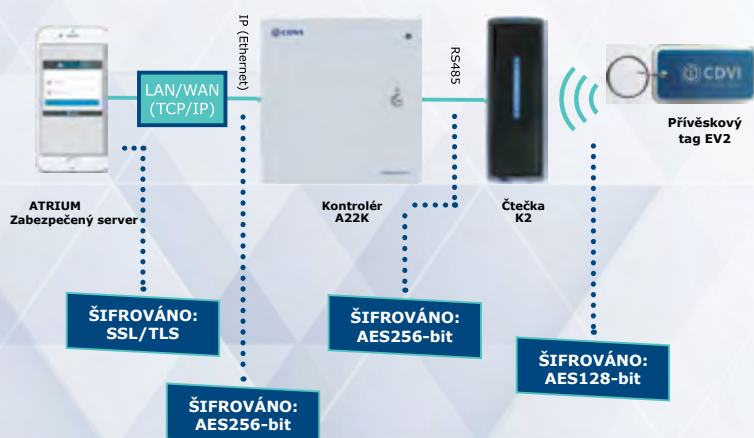 IP (Ethernet)
CDVI
RS485
CDVI
LAN/WAN
(TCP/IP)
Přívěskový
tag EV2
ATRIUM
Zabezpečený server
Kontrolér
A22K
Čtečka
K2
ŠIFROVÁNO:
SSL/TLS
ŠIFROVÁNO:
AES256-bit
ŠIFROVÁNO:
AES128-bit
ŠIFROVÁNO:
AES256-bit